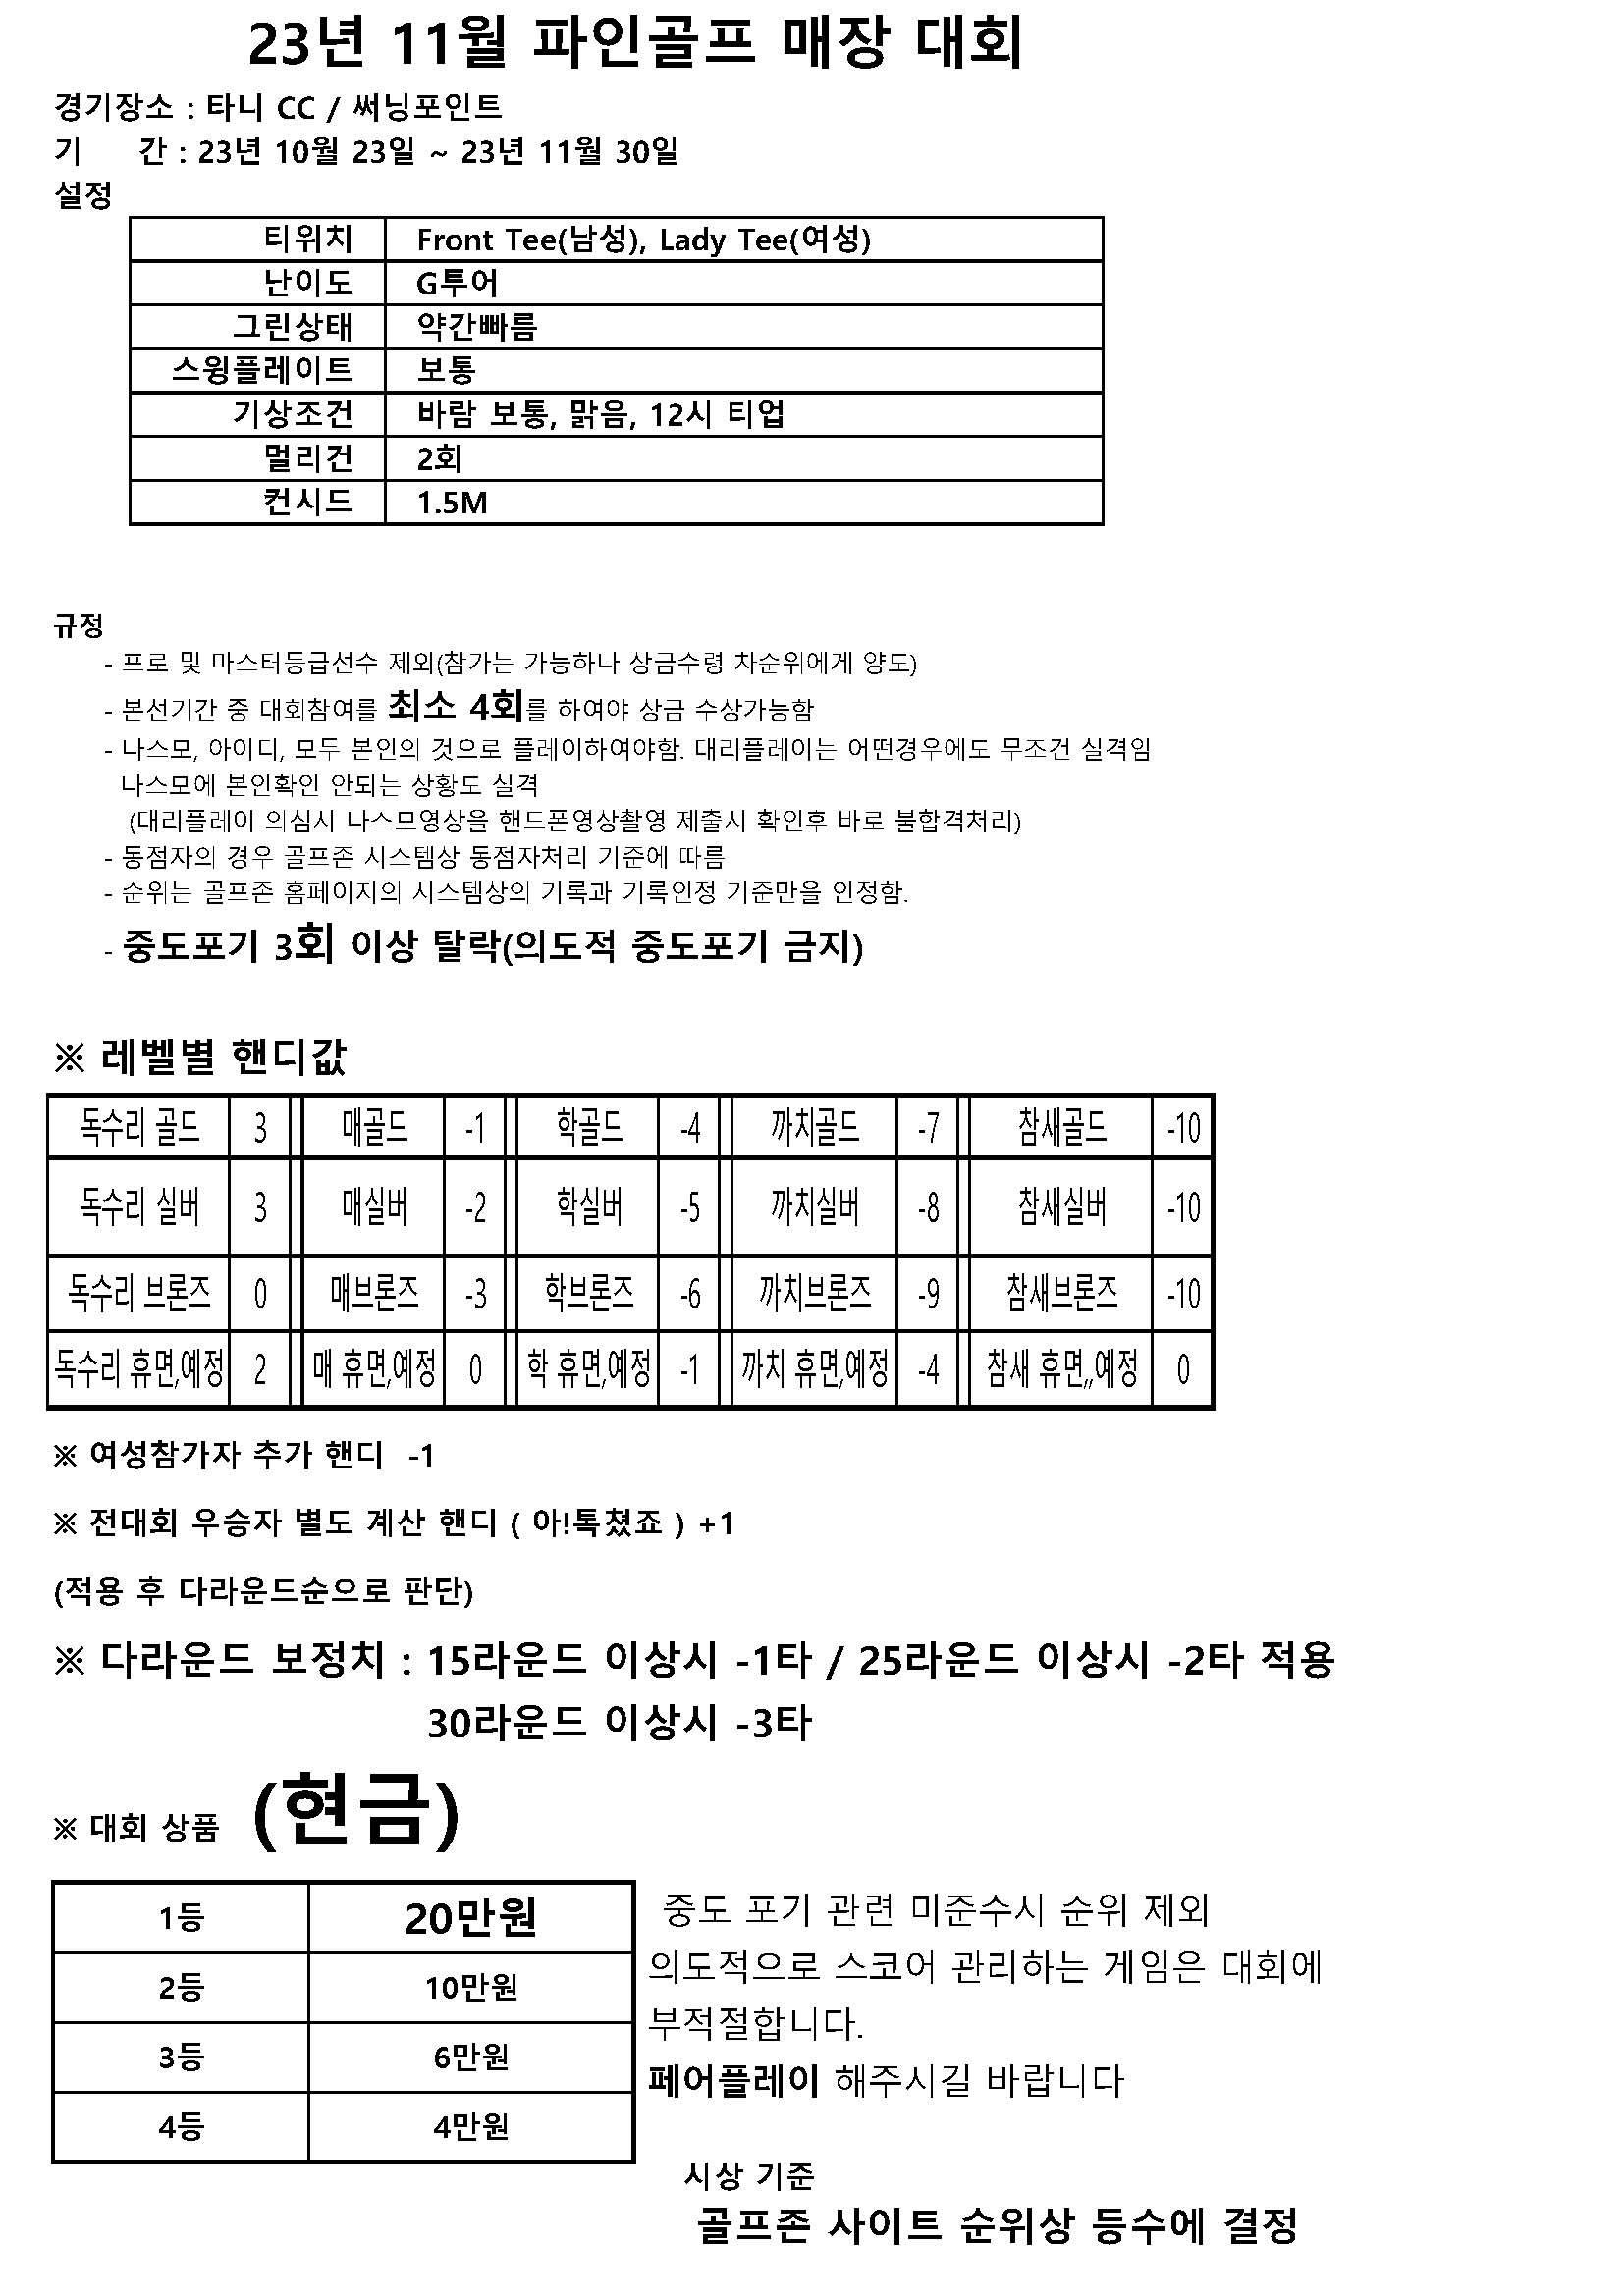 23년 11월 파인골프 매장 대회
경기장소 : 타니 CC / 써닝포인트
기 간 : 23년 10월 23일 ~ 23년 11월 30일
설정
티위치 Front Tee(남성), Lady Tee(여성)
난이도 G투어
그린상태 약간빠름
스윙플레이트 보통
기상조건 바람 보통, 맑음, 12시 티업
멀리건 2회
컨시드 1.5M
규정
- 프로 및 마스터등급선수 제외(참가는 가능하나 상금수령 차순위에게 양도)
- 본선기간 중 대회참여를 최소 4회를 하여야 상금 수상가능함
- 나스모, 아이디, 모두 본인의 것으로 플레이하여야함. 대리플레이는 어떤경우에도 무조건 실격임
나스모에 본인확인 안되는 상황도 실격
(대리플레이 의심시 나스모영상을 핸드폰영상촬영 제출시 확인후 바로 불합격처리)
- 동점자의 경우 골프존 시스템상 동점자처리 기준에 따름
- 순위는 골프존 홈페이지의 시스템상의 기록과 기록인정 기준만을 인정함.
- 중도포기 3회 이상 탈락(의도적 중도포기 금지)
※ 레벨별 핸디값
독수리 골드 3 매골드 -1 학골드 -4 까치골드 -7 참새골드 -10
독수리 실버 3 매실버 -2 학실버 -5 까치실버 -8 참새실버 -10
독수리 브론즈 0 매브론즈 -3 학브론즈 -6 까치브론즈 -9 참새브론즈 -10
독수리 휴면,예정 2 매 휴면,예정 0 학 휴면,예정 -1 까치 휴면,예정 -4 참새 휴면,,예정 0
※ 여성참가자 추가 핸디 -1
※ 전대회 우승자 별도 계산 핸디 ( 아!톡쳤죠 ) +1
(적용 후 다라운드순으로 판단)
※ 다라운드 보정치 : 15라운드 이상시 -1타 / 25라운드 이상시 -2타 적용
30라운드 이상시 -3타
※ 대회 상품 (현금)
1등 20만원
2등 10만원
3등 6만원
4등 4만원
중도 포기 관련 미준수시 순위 제외
의도적으로 스코어 관리하는 게임은 대회에
부적절합니다.
페어플레이 해주시길 바랍니다
시상 기준
골프존 사이트 순위상 등수에 결정